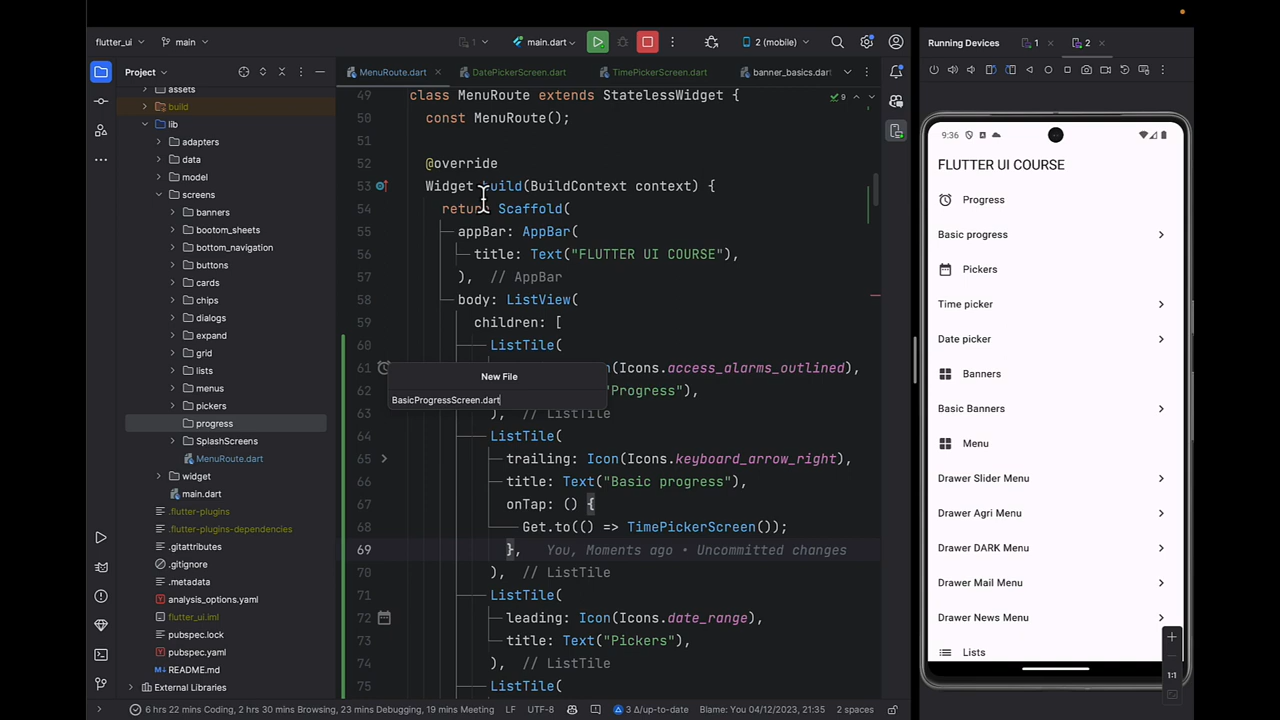 flutter_ui
main
1
main.dart
2 (mobile)
Running Devices
1
2
Project
MenuRoute.dart
DatePickerScreen.dart
TimePickerScreen.dart
banner_basics.dart
assets
build
lib
adapters
data
model
screens
banners
bootom_sheets
bottom_navigation
buttons
cards
chips
dialogs
expand
grid
lists
menus
pickers
progress
SplashScreens
MenuRoute.dart
widget
main.dart
.flutter-plugins
.flutter-plugins-dependencies
.gitattributes
.gitignore
.metadata
analysis_options.yaml
flutter_ui.iml
pubspec.lock
pubspec.yaml
README.md
External Libraries
9
49 class MenuRoute extends StatelessWidget {
50 const MenuRoute();
51
52 @override
53 Widget build(BuildContext context) {
54 return Scaffold(
55 appBar: AppBar(
56 title: Text("FLUTTER UI COURSE"),
57 ), // AppBar
58 body: ListView(
59 children: [
60 ListTile(
61 n(Icons.access_alarms_outlined),
62 "Progress"),
63 ), // ListTile
64 ListTile(
65 trailing: Icon(Icons.keyboard_arrow_right),
66 title: Text("Basic progress"),
67 onTap: () {
68 Get.to(() => TimePickerScreen());
69 }, You, Moments ago • Uncommitted changes
70 ), // ListTile
71 ListTile(
72 leading: Icon(Icons.date_range),
73 title: Text("Pickers"),
74 ), // ListTile
75 ListTile(
New File
BasicProgressScreen.dart
9:36
FLUTTER UI COURSE
Progress
Basic progress
Pickers
Time picker
Date picker
Banners
Basic Banners
Menu
Drawer Slider Menu
Drawer Agri Menu
Drawer DARK Menu
Drawer Mail Menu
Drawer News Menu
Lists
1:1
6 hrs 22 mins Coding, 2 hrs 30 mins Browsing, 23 mins Debugging, 19 mins Meeting
LF
UTF-8
3 Δ/up-to-date
Blame: You 04/12/2023, 21:35
2 spaces